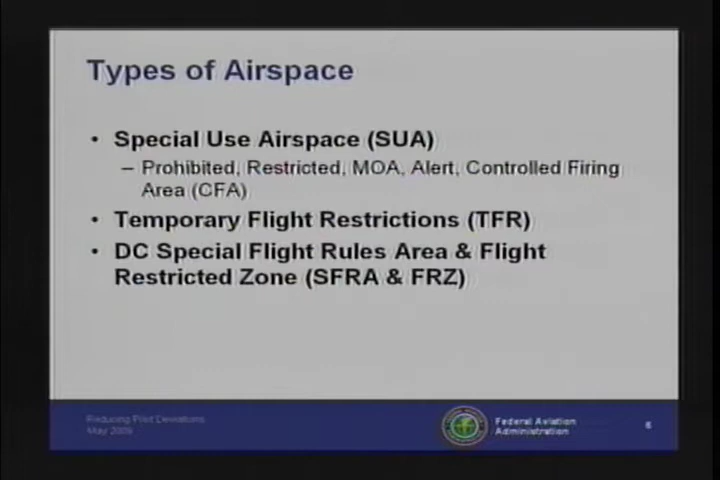 Types of Airspace
• Special Use Airspace (SUA)
– Prohibited, Restricted, MOA, Alert, Controlled Firing
Area (CFA)
• Temporary Flight Restrictions (TFR)
• DC Special Flight Rules Area & Flight
Restricted Zone (SFRA & FRZ)
Reducing Pilot Deviations
May 2009
Federal Aviation
Administration
6